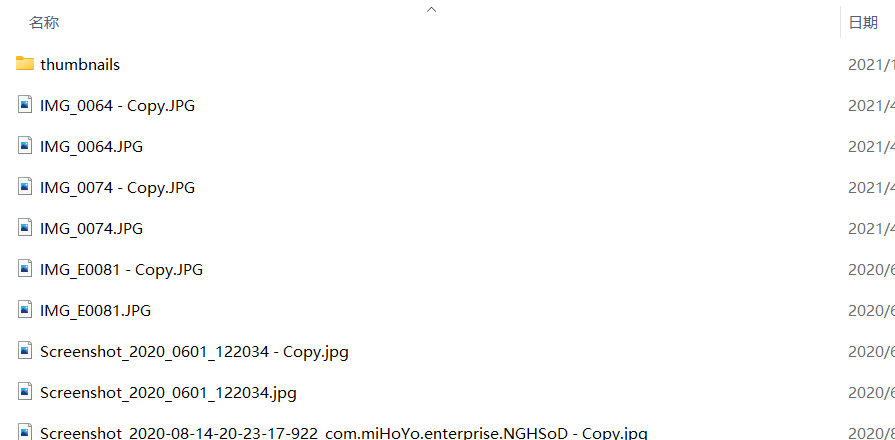 名称 日期
thumbnails 2021/1
IMG_0064 - Copy.JPG 2021/4
IMG_0064.JPG 2021/4
IMG_0074 - Copy.JPG 2021/4
IMG_0074.JPG 2021/4
IMG_E0081 - Copy.JPG 2020/6
IMG_E0081.JPG 2020/6
Screenshot_2020_0601_122034 - Copy.jpg 2020/6
Screenshot_2020_0601_122034.jpg 2020/6
Screenshot_2020-08-14-20-23-17-922_com.miHoYo.enterprise.NGHSoD - Copy.jpg 2020/8